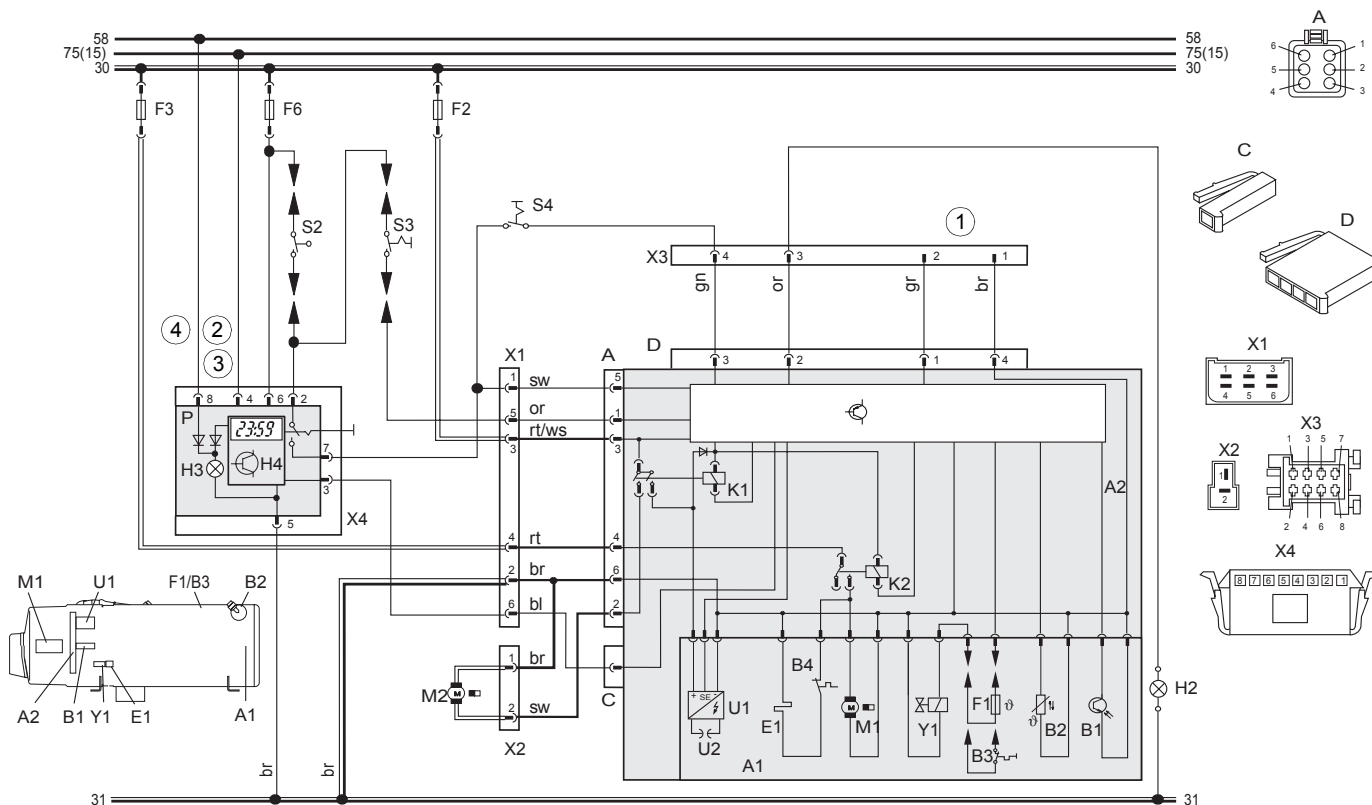 58
75(15)
30
58
75(15)
30
F3
F6
F2
S2
S3
S4
1
X3
4
3
2
1
gn
or
gr
br
4
2
3
X1
A
D
3
2
1
4
1
sw
5
5
or
1
3
rt/ws
3
P
8
4
6
2
23:59
H3
H4
7
3
5
X4
K1
A2
4
rt
4
2
br
6
6
bl
2
K2
C
1
br
M2
M
2
sw
X2
+
SE
-
U1
U2
E1
B4
M
M1
Y1
F1
ϑ
B3
ϑ
B2
B1
A1
H2
br
br
31
31
M1
U1
F1/B3
B2
A2
B1
Y1
E1
A1
A
6
1
5
2
4
3
C
D
X1
1
2
3
4
5
6
X2
1
2
X3
1
3
5
7
2
4
6
8
X4
8
7
6
5
4
3
2
1